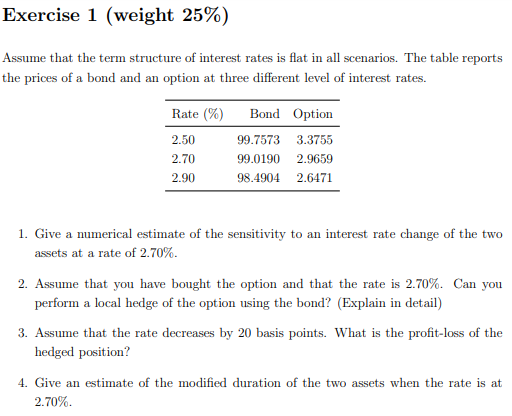 Exercise 1 (weight 25%)
Assume that the term structure of interest rates is flat in all scenarios. The table reports
the prices of a bond and an option at three different level of interest rates.
Rate (%) Bond Option
2.50 99.7573 3.3755
2.70 99.0190 2.9659
2.90 98.4904 2.6471
1. Give a numerical estimate of the sensitivity to an interest rate change of the two
assets at a rate of 2.70%.
2. Assume that you have bought the option and that the rate is 2.70%. Can you
perform a local hedge of the option using the bond? (Explain in detail)
3. Assume that the rate decreases by 20 basis points. What is the profit-loss of the
hedged position?
4. Give an estimate of the modified duration of the two assets when the rate is at
2.70%.